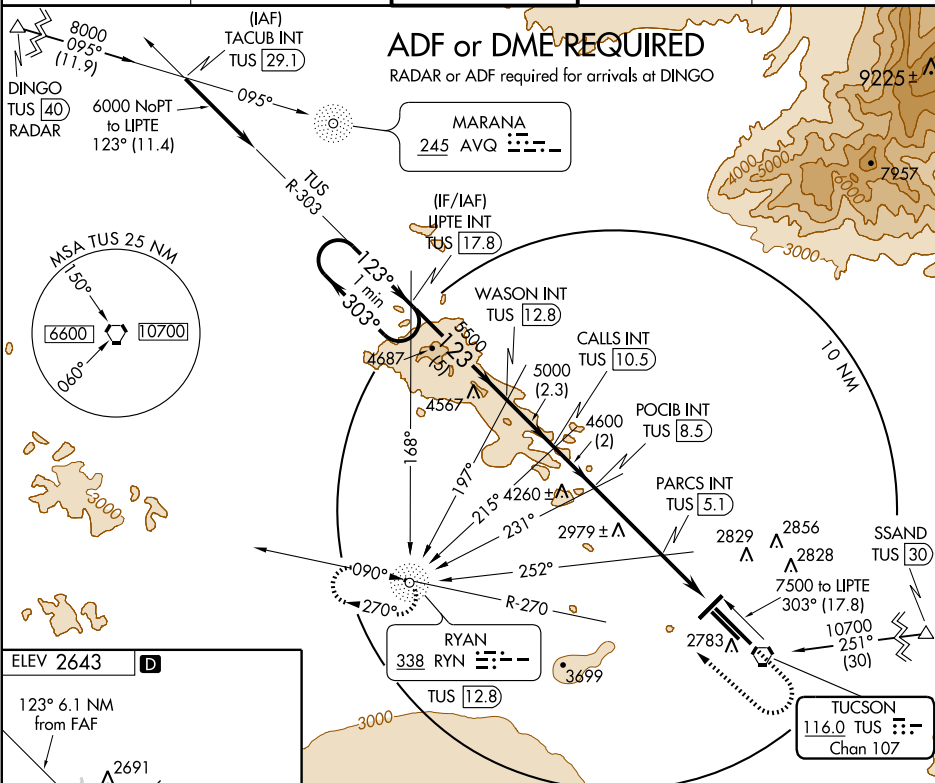 ADF or DME REQUIRED
RADAR or ADF required for arrivals at DINGO
8000
095°
(11.9)
DINGO
TUS 40
RADAR
(IAF)
TACUB INT
TUS 29.1
095°
6000 NoPT
to LIPTE
123° (11.4)
MARANA
245 AVQ
TUS
R-303
9225±
7957
4000
5000
6000
3000
MSA TUS 25 NM
150°
6600
10700
060°
(IF/IAF)
LIPTE INT
TUS 17.8
123°
1 min
303°
WASON INT
TUS 12.8
5500
123
(5)
4687
4567
CALLS INT
TUS 10.5
5000
(2.3)
10 NM
POCIB INT
TUS 8.5
4600
(2)
168°
197°
215°
4260±
231°
PARCS INT
TUS 5.1
2979±
252°
3000
2829
2856
2828
SSAND
TUS 30
090°
270°
R-270
7500 to LIPTE
303° (17.8)
10700
251°
(30)
2783
RYAN
338 RYN
TUS 12.8
3699
TUCSON
116.0 TUS
Chan 107
3000
ELEV 2643
D
123° 6.1 NM
from FAF
2691